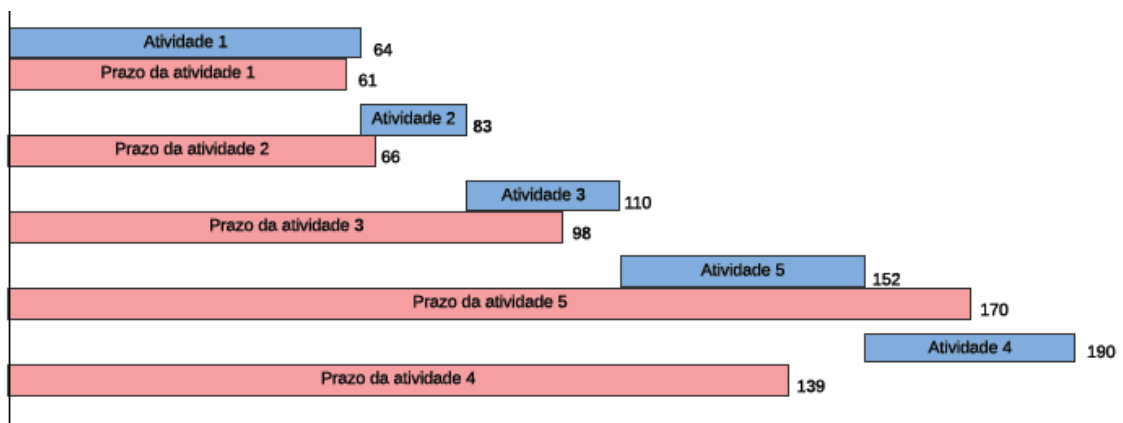 Atividade 1
64
Prazo da atividade 1
61
Atividade 2
83
Prazo da atividade 2
66
Atividade 3
110
Prazo da atividade 3
98
Atividade 5
152
Prazo da atividade 5
170
Atividade 4
190
Prazo da atividade 4
139